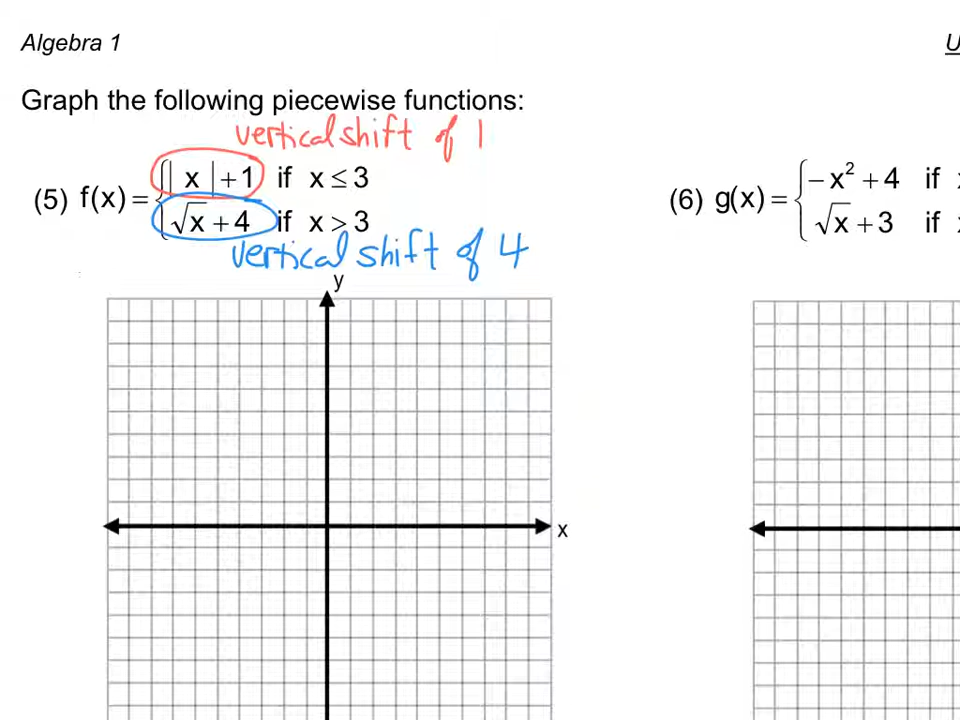 Algebra 1
U
Graph the following piecewise functions:
vertical shift of 1
(5) f(x) = { | x | + 1 if x ≤ 3
√x + 4 if x > 3
vertical shift of 4
(6) g(x) = { − x² + 4 if
√x + 3 if
y
x